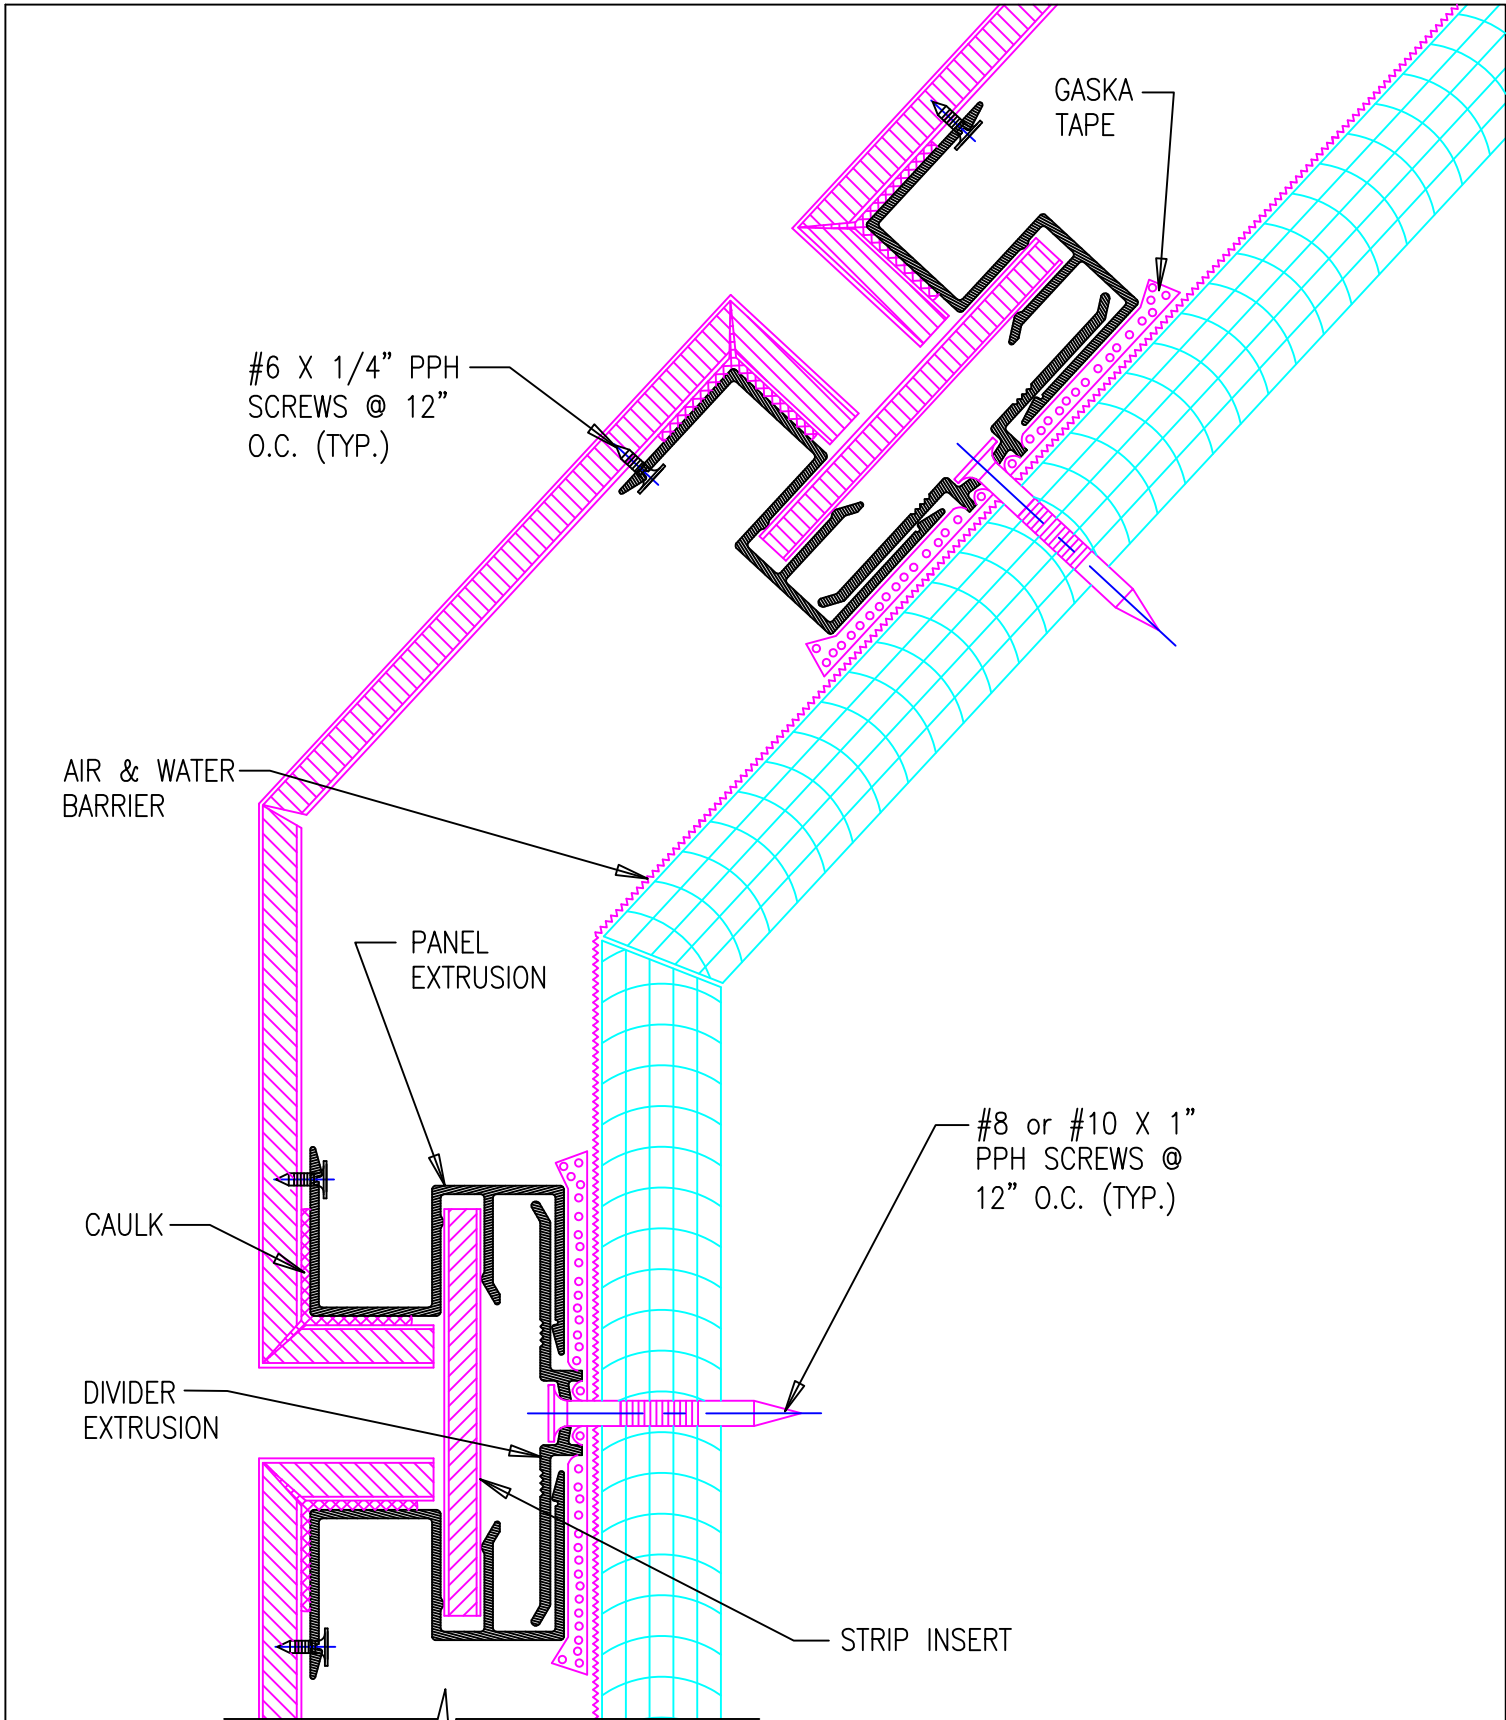 GASKA
TAPE
#6 X 1/4” PPH
SCREWS @ 12”
O.C. (TYP.)
AIR & WATER
BARRIER
PANEL
EXTRUSION
#8 or #10 X 1”
PPH SCREWS @
12” O.C. (TYP.)
CAULK
DIVIDER
EXTRUSION
STRIP INSERT